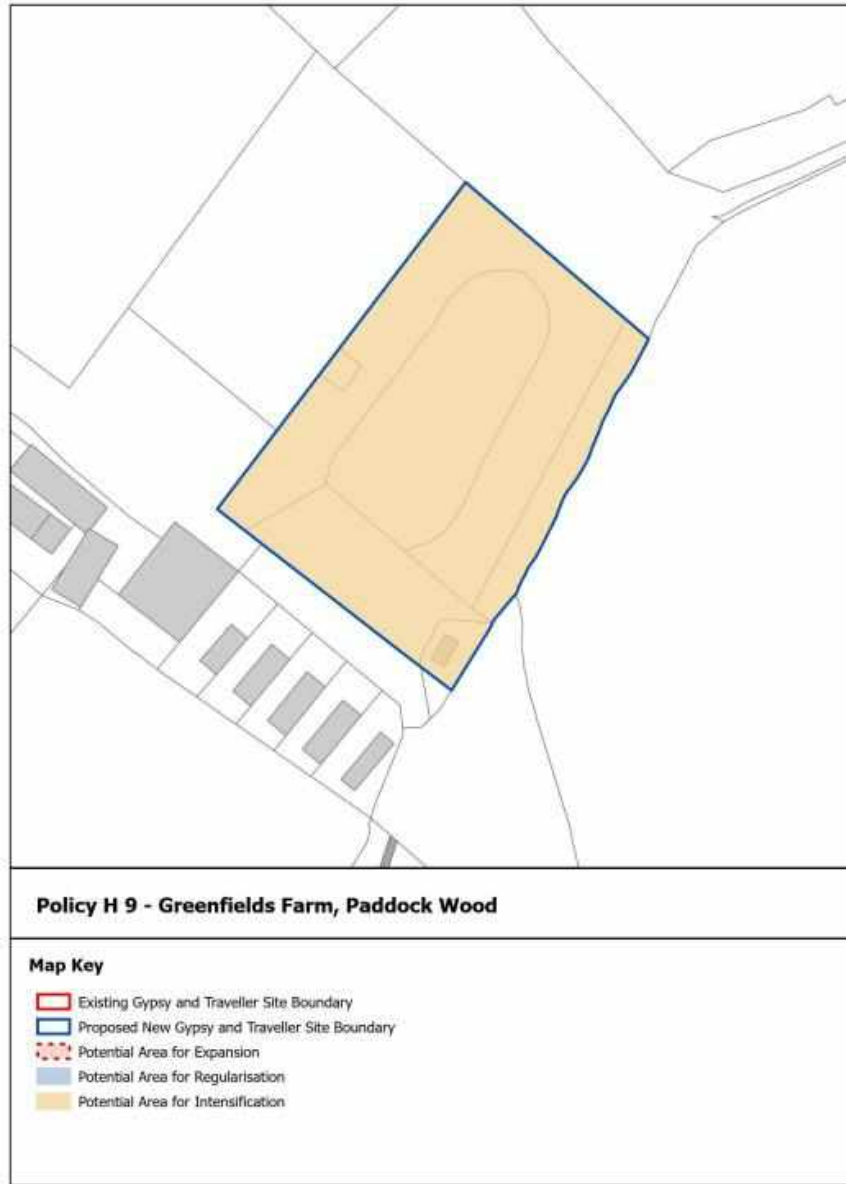 Policy H 9 - Greenfields Farm, Paddock Wood
Map Key
Existing Gypsy and Traveller Site Boundary
Proposed New Gypsy and Traveller Site Boundary
Potential Area for Expansion
Potential Area for Regularisation
Potential Area for Intensification